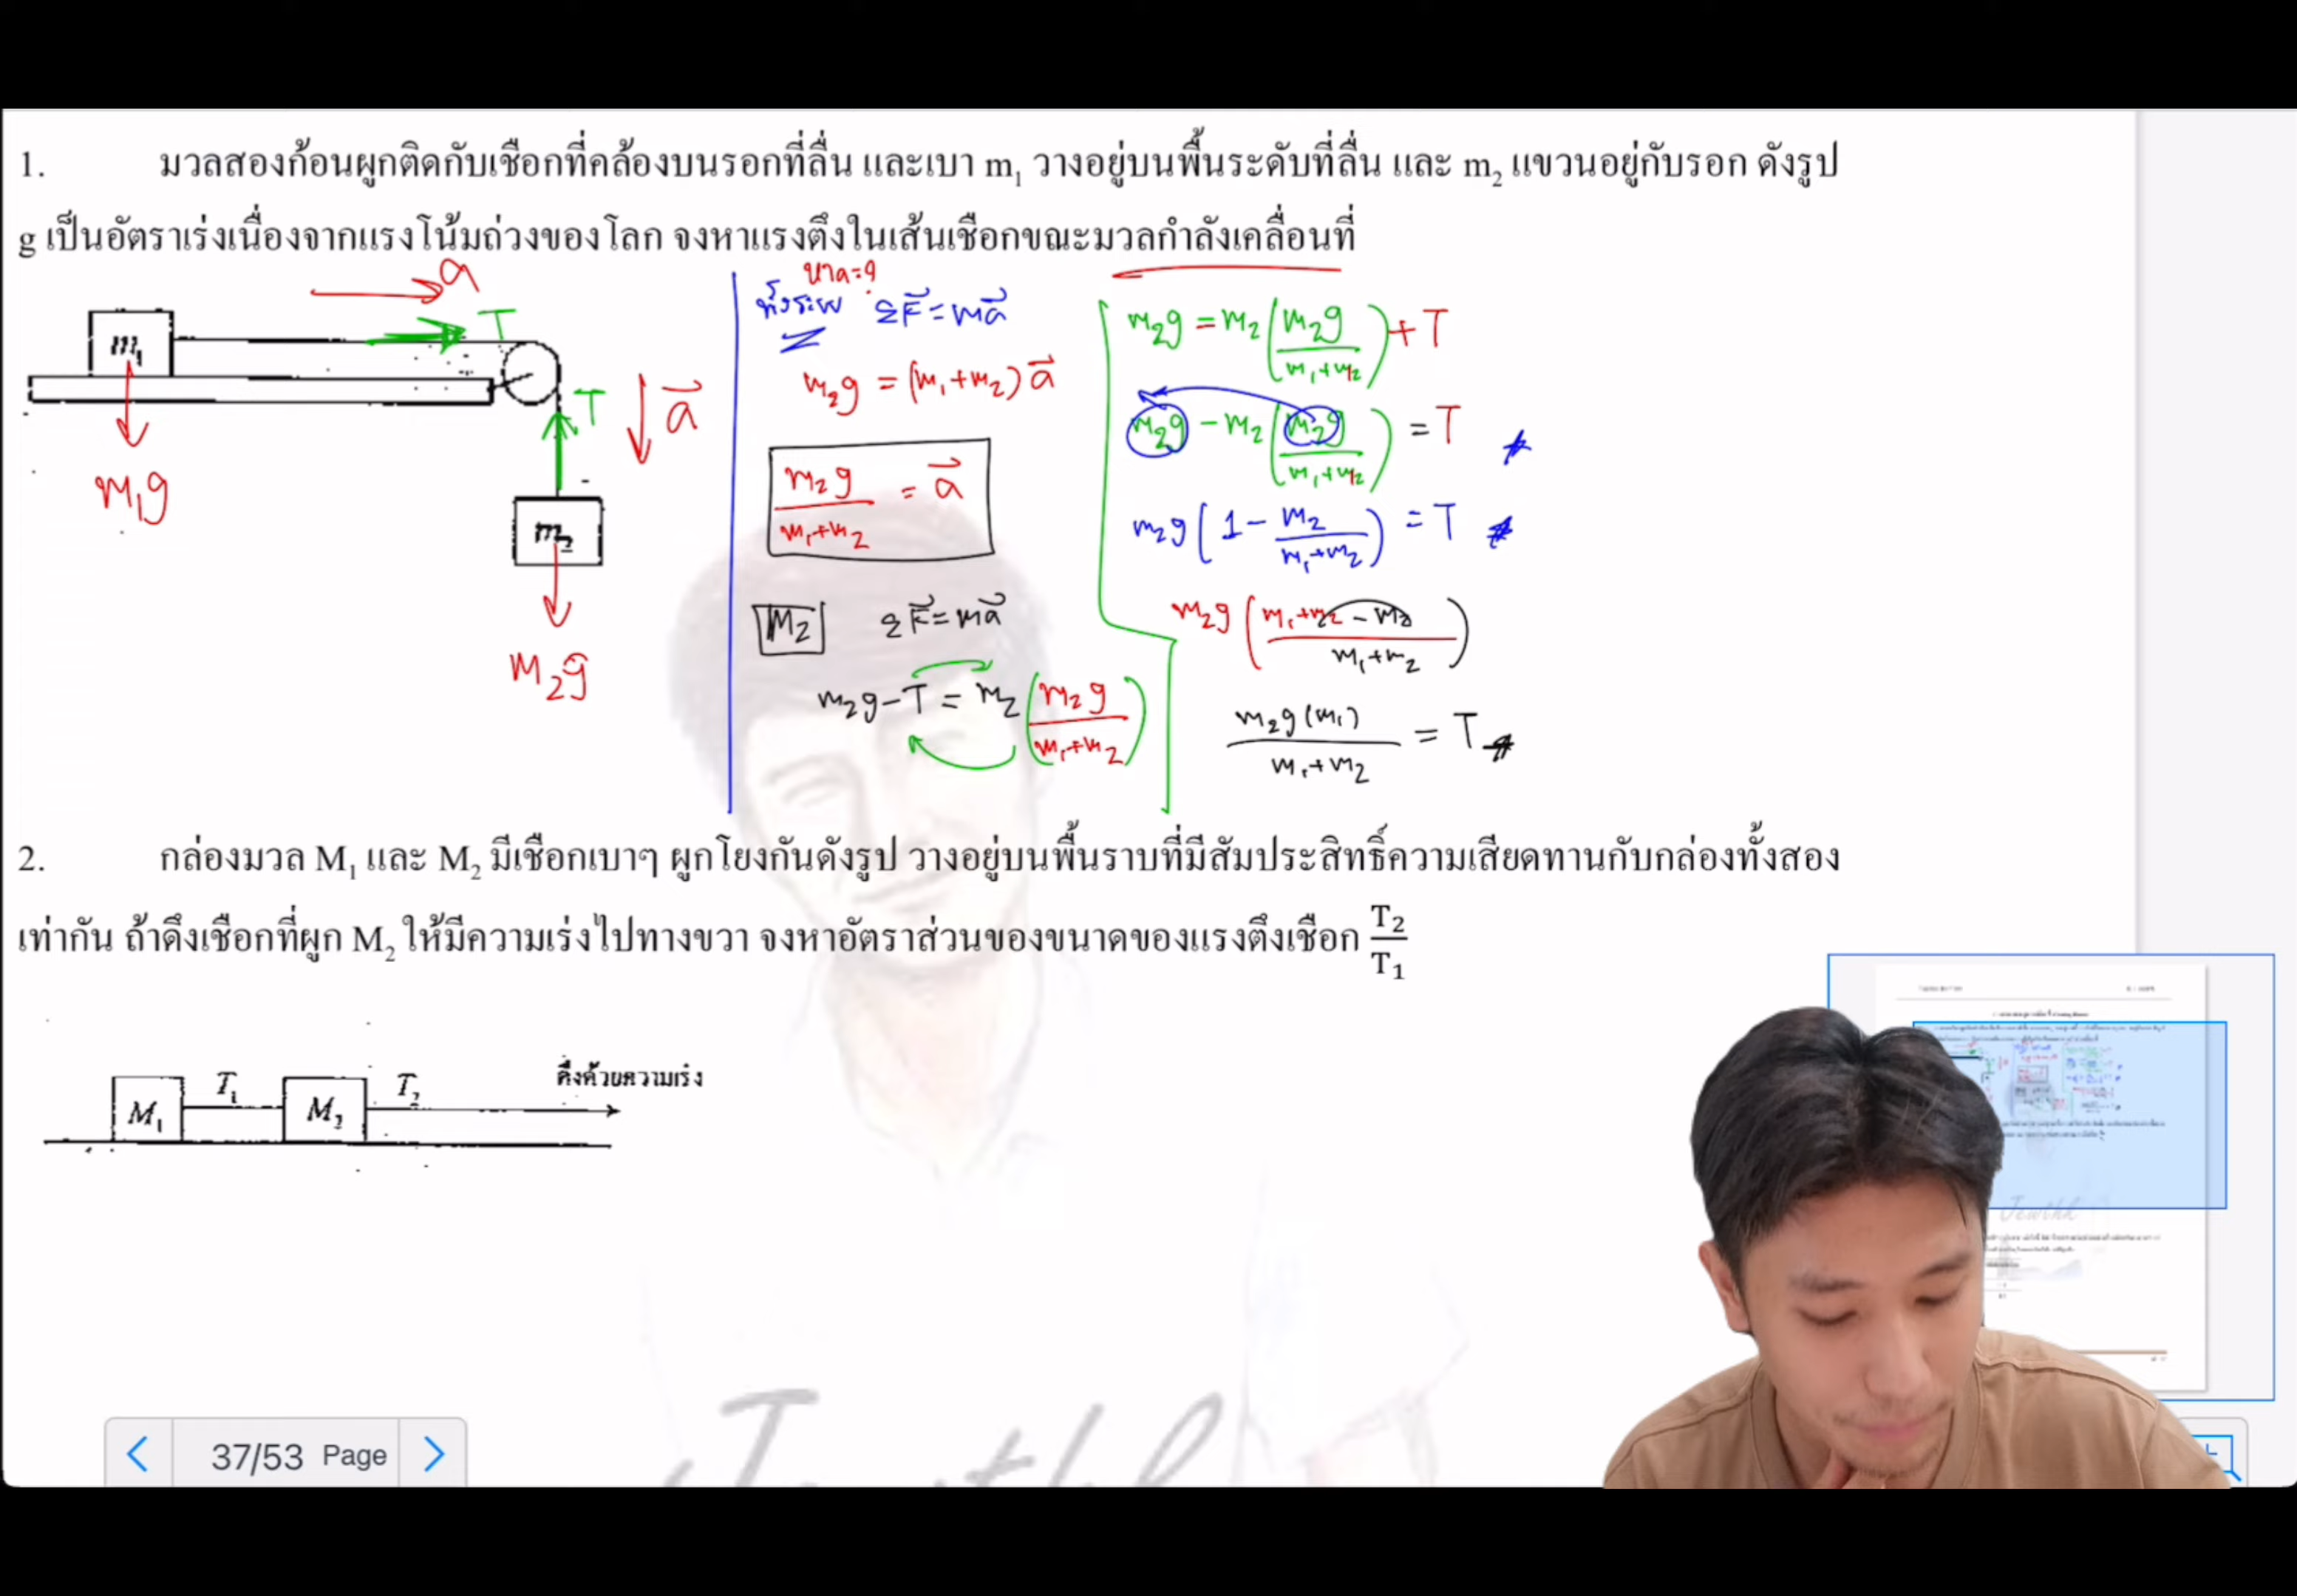 1. มวลสองก้อนผูกติดกับเชือกที่คล้องบนรอกที่ลื่น และเบา m₁ วางอยู่บนพื้นระดับที่ลื่น และ m₂ แขวนอยู่กับรอก ดังรูป
g เป็นอัตราเร่งเนื่องจากแรงโน้มถ่วงของโลก จงหาแรงตึงในเส้นเชือกขณะมวลกำลังเคลื่อนที่
a
T
m₁
T
a
m₁g
m₂
m₂g
หา a = ?
ทั้งระบบ ΣF = ma
m₂g = (m₁+m₂) a
m₂g / (m₁+m₂) = a
M₂ ΣF = ma
m₂g - T = m₂ (m₂g / (m₁+m₂))
m₂g = m₂ (m₂g / (m₁+m₂)) + T
m₂g - m₂ (m₂g / (m₁+m₂)) = T
m₂g (1 - m₂ / (m₁+m₂)) = T
m₂g ((m₁+m₂ - m₂) / (m₁+m₂))
m₂g(m₁) / (m₁+m₂) = T
2. กล่องมวล M₁ และ M₂ มีเชือกเบาๆ ผูกโยงกันดังรูป วางอยู่บนพื้นราบที่มีสัมประสิทธิ์ความเสียดทานกับกล่องทั้งสอง
เท่ากัน ถ้าดึงเชือกที่ผูก M₂ ให้มีความเร่งไปทางขวา จงหาอัตราส่วนของขนาดของแรงตึงเชือก T₂/T₁
M₁ T₁ M₂ T₂ ดึงด้วยความเร่ง
37/53 Page